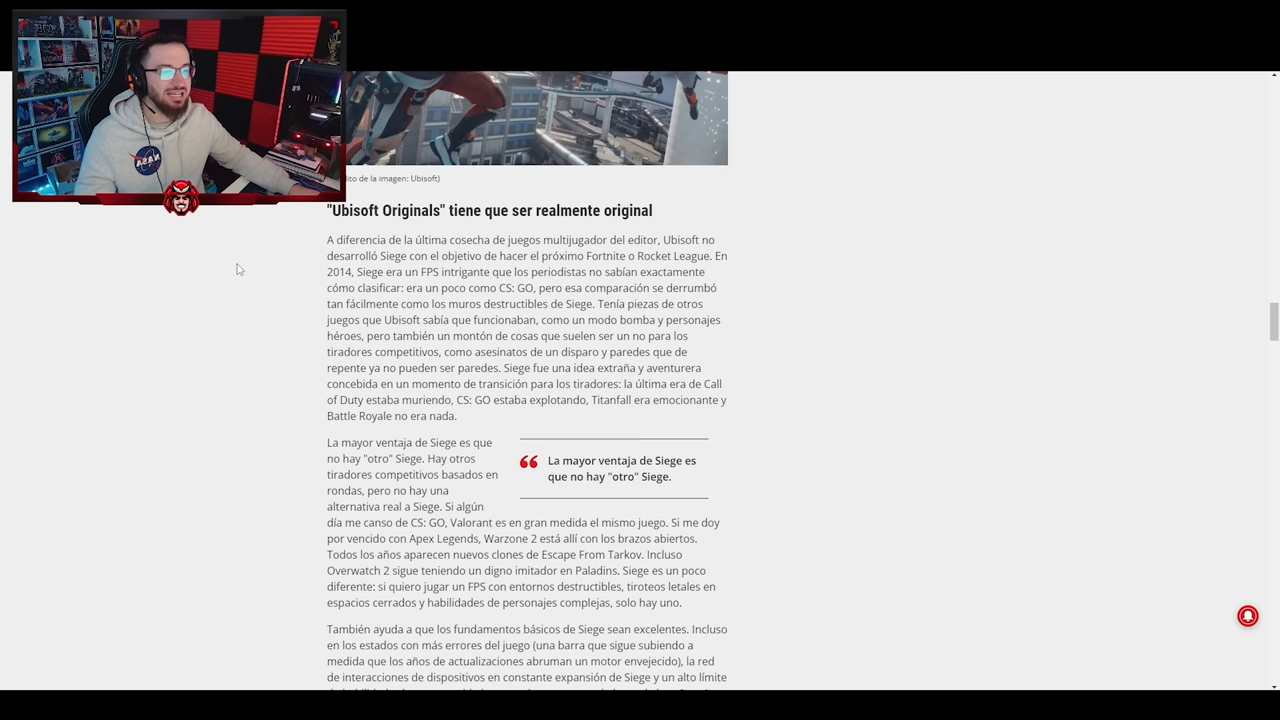 NASA
dito de la imagen: Ubisoft)
"Ubisoft Originals" tiene que ser realmente original
A diferencia de la última cosecha de juegos multijugador del editor, Ubisoft no
desarrolló Siege con el objetivo de hacer el próximo Fortnite o Rocket League. En
2014, Siege era un FPS intrigante que los periodistas no sabían exactamente
cómo clasificar: era un poco como CS: GO, pero esa comparación se derrumbó
tan fácilmente como los muros destructibles de Siege. Tenía piezas de otros
juegos que Ubisoft sabía que funcionaban, como un modo bomba y personajes
héroes, pero también un montón de cosas que suelen ser un no para los
tiradores competitivos, como asesinatos de un disparo y paredes que de
repente ya no pueden ser paredes. Siege fue una idea extraña y aventurera
concebida en un momento de transición para los tiradores: la última era de Call
of Duty estaba muriendo, CS: GO estaba explotando, Titanfall era emocionante y
Battle Royale no era nada.
La mayor ventaja de Siege es que
no hay "otro" Siege. Hay otros
tiradores competitivos basados en
rondas, pero no hay una
alternativa real a Siege. Si algún
día me canso de CS: GO, Valorant es en gran medida el mismo juego. Si me doy
por vencido con Apex Legends, Warzone 2 está allí con los brazos abiertos.
Todos los años aparecen nuevos clones de Escape From Tarkov. Incluso
Overwatch 2 sigue teniendo un digno imitador en Paladins. Siege es un poco
diferente: si quiero jugar un FPS con entornos destructibles, tiroteos letales en
espacios cerrados y habilidades de personajes complejas, solo hay uno.
La mayor ventaja de Siege es
que no hay "otro" Siege.
También ayuda a que los fundamentos básicos de Siege sean excelentes. Incluso
en los estados con más errores del juego (una barra que sigue subiendo a
medida que los años de actualizaciones abruman un motor envejecido), la red
de interacciones de dispositivos en constante expansión de Siege y un alto límite